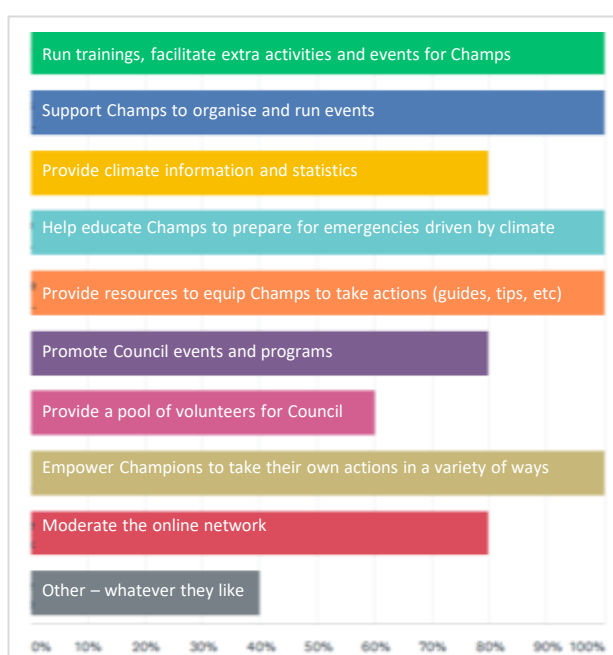 Run trainings, facilitate extra activities and events for Champs
Support Champs to organise and run events
Provide climate information and statistics
Help educate Champs to prepare for emergencies driven by climate
Provide resources to equip Champs to take actions (guides, tips, etc)
Promote Council events and programs
Provide a pool of volunteers for Council
Empower Champions to take their own actions in a variety of ways
Moderate the online network
Other – whatever they like
0% 10% 20% 30% 40% 50% 60% 70% 80% 90% 100%